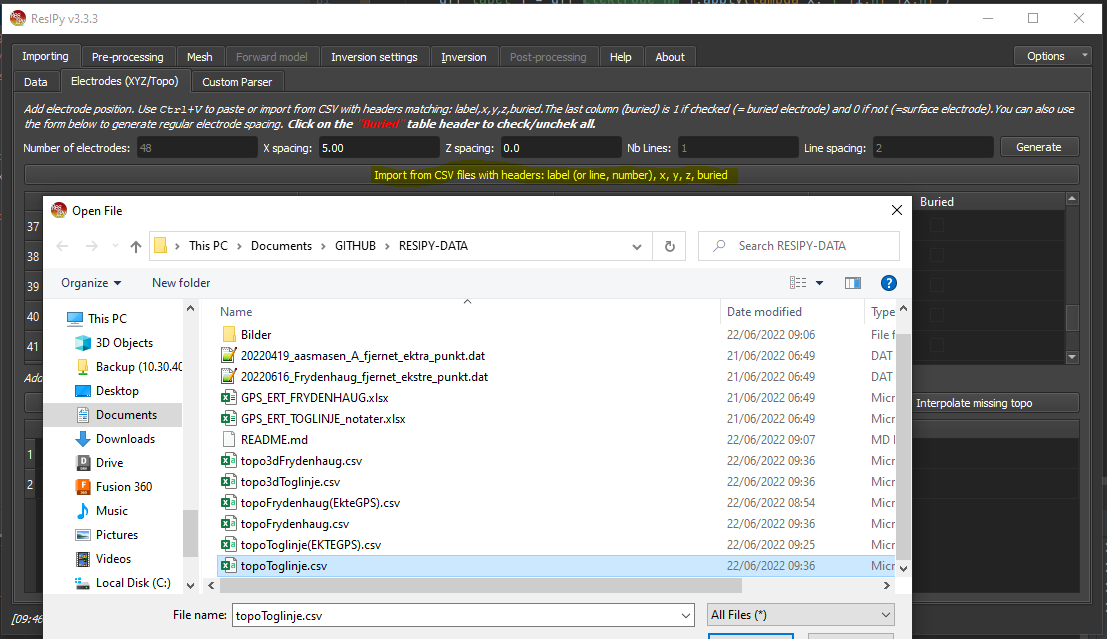 ResIPy v3.3.3
Importing Pre-processing Mesh Forward model Inversion settings Inversion Post-processing Help About Options
Data Electrodes (XYZ/Topo) Custom Parser
Add electrode position. Use Ctrl+V to paste or import from CSV with headers matching: label,x,y,z,buried.The last column (buried) is 1 if checked (= buried electrode) and 0 if not (=surface electrode).You can also use
the form below to generate regular electrode spacing. Click on the "Buried" table header to check/unchek all.
Number of electrodes: 48 X spacing: 5.00 Z spacing: 0.0 Nb Lines: 1 Line spacing: 2 Generate
Import from CSV files with headers: label (or line, number), x, y, z, buried
Buried
37
38
39
40
41
Interpolate missing topo
1
2
Open File
This PC > Documents > GITHUB > RESIPY-DATA
Search RESIPY-DATA
Organize New folder
This PC
3D Objects
Backup (10.30.40
Desktop
Documents
Downloads
Drive
Fusion 360
Music
Pictures
Videos
Local Disk (C:)
Name Date modified Type
Bilder 22/06/2022 09:06 File f
20220419_aasmasen_A_fjernet_ektra_punkt.dat 21/06/2022 06:49 DAT
20220616_Frydenhaug_fjernet_ekstre_punkt.dat 21/06/2022 06:49 DAT
GPS_ERT_FRYDENHAUG.xlsx 21/06/2022 06:49 Micr
GPS_ERT_TOGLINJE_notater.xlsx 21/06/2022 06:49 Micr
README.md 22/06/2022 09:07 MD
topo3dFrydenhaug.csv 22/06/2022 09:36 Micr
topo3dToglinje.csv 22/06/2022 09:36 Micr
topoFrydenhaug(EkteGPS).csv 22/06/2022 08:54 Micr
topoFrydenhaug.csv 22/06/2022 09:36 Micr
topoToglinje(EKTEGPS).csv 22/06/2022 09:25 Micr
topoToglinje.csv 22/06/2022 09:36 Micr
File name: topoToglinje.csv All Files (*)
[09:46